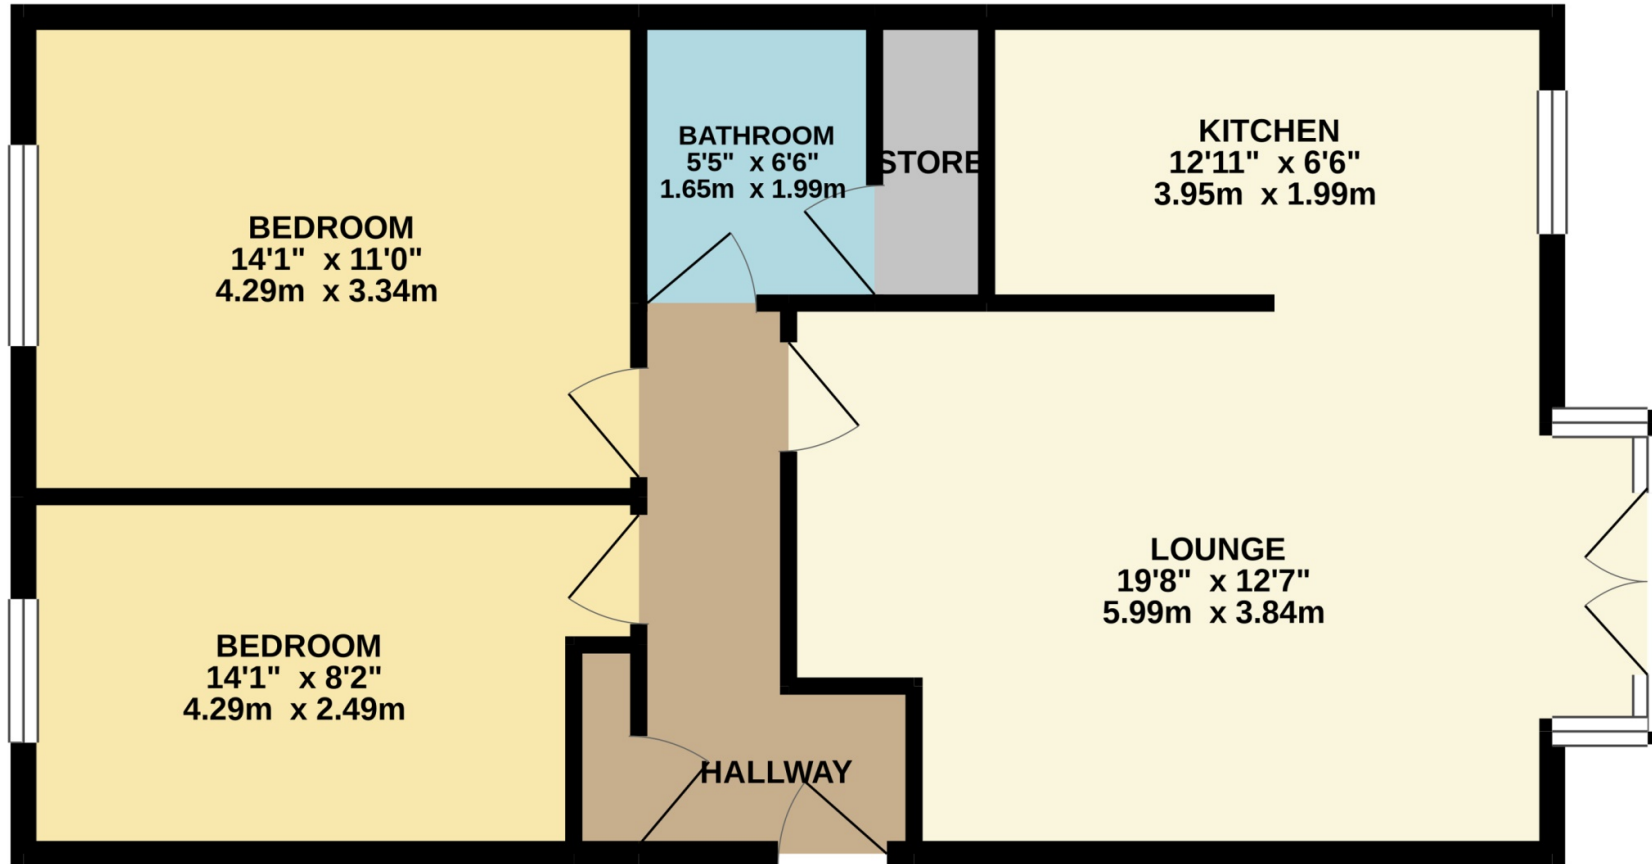 BEDROOM
14'1" x 11'0"
4.29m x 3.34m
BATHROOM
5'5" x 6'6"
1.65m x 1.99m
STORE
KITCHEN
12'11" x 6'6"
3.95m x 1.99m
BEDROOM
14'1" x 8'2"
4.29m x 2.49m
HALLWAY
LOUNGE
19'8" x 12'7"
5.99m x 3.84m